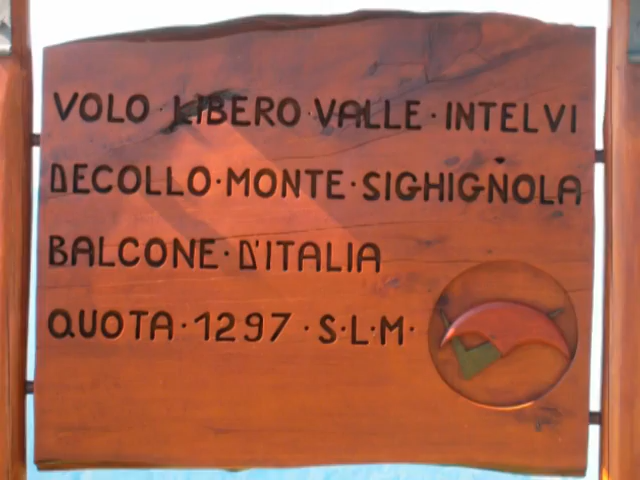 VOLO · LIBERO · VALLE · INTELVI
DECOLLO · MONTE · SIGHIGNOLA
BALCONE · D'ITALIA
QUOTA · 1297 · S·L·M·